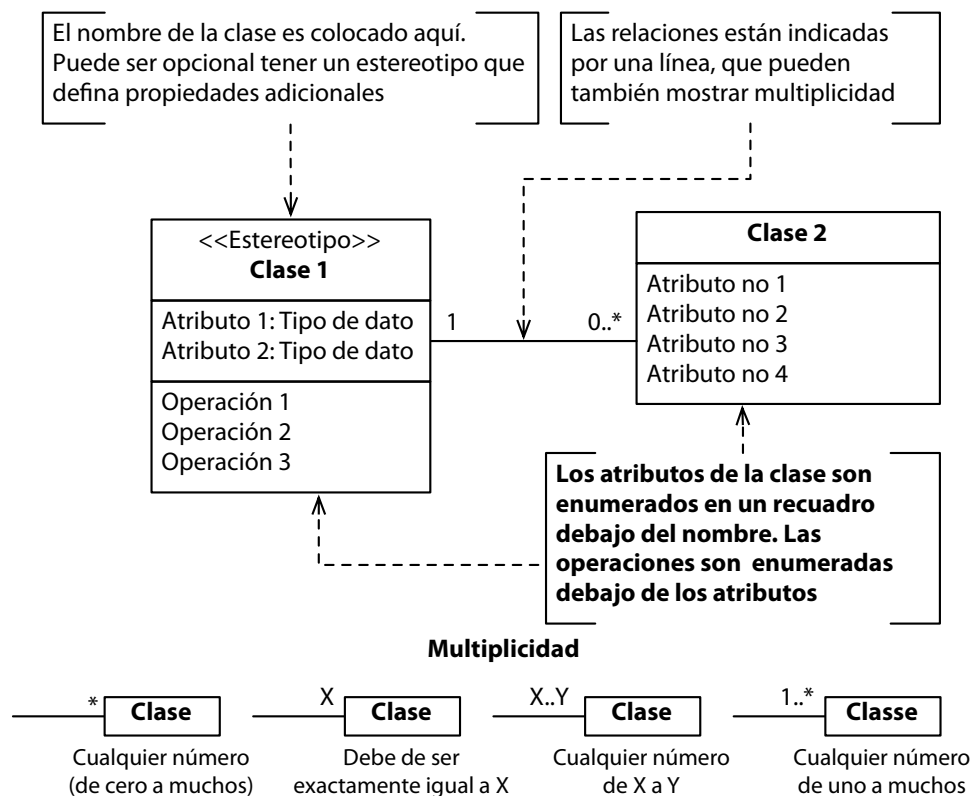 El nombre de la clase es colocado aquí.
Puede ser opcional tener un estereotipo que
defina propiedades adicionales
Las relaciones están indicadas
por una línea, que pueden
también mostrar multiplicidad
<<Estereotipo>>
Clase 1
Atributo 1: Tipo de dato
Atributo 2: Tipo de dato
Operación 1
Operación 2
Operación 3
1
0..*
Clase 2
Atributo no 1
Atributo no 2
Atributo no 3
Atributo no 4
Los atributos de la clase son
enumerados en un recuadro
debajo del nombre. Las
operaciones son enumeradas
debajo de los atributos
Multiplicidad
*
Clase
Cualquier número
(de cero a muchos)
X
Clase
Debe de ser
exactamente igual a X
X..Y
Clase
Cualquier número
de X a Y
1..*
Classe
Cualquier número
de uno a muchos